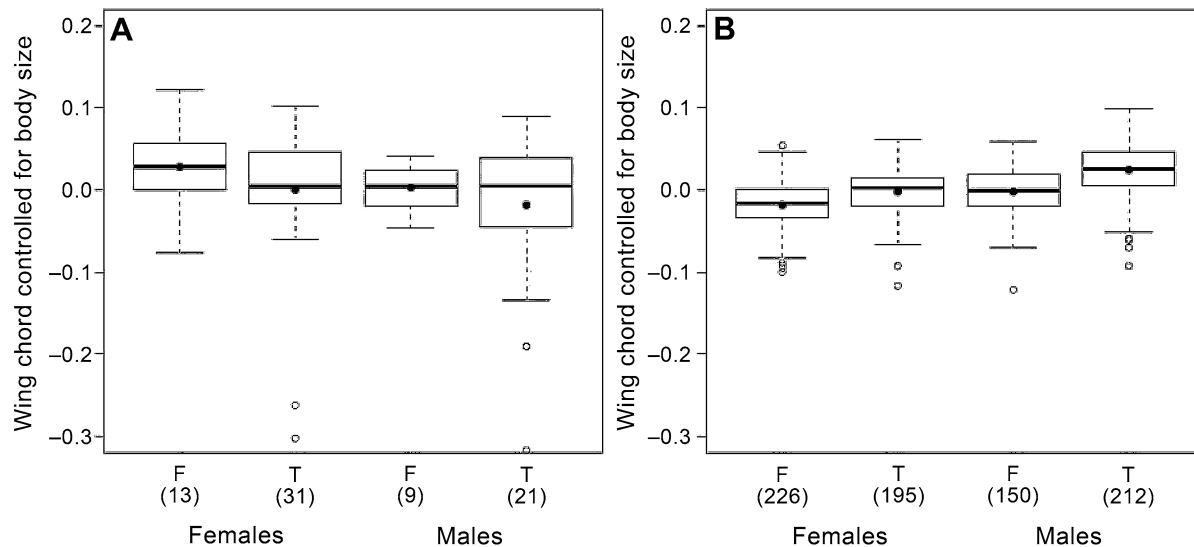 A
B
Wing chord controlled for body size
0.2
0.1
0.0
–0.1
–0.2
–0.3
F T F T
(13) (31) (9) (21)
Females Males
Wing chord controlled for body size
0.2
0.1
0.0
–0.1
–0.2
–0.3
F T F T
(226) (195) (150) (212)
Females Males